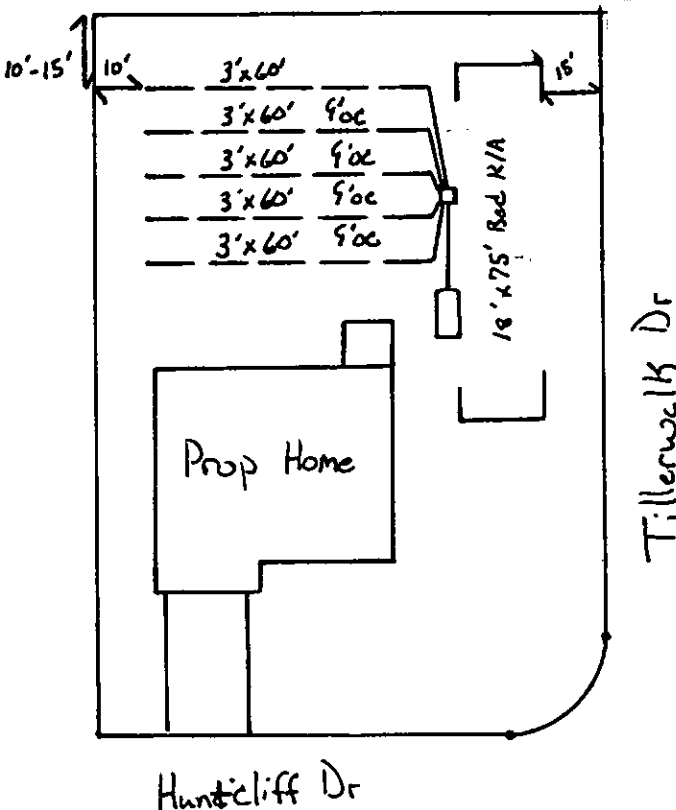 10'-15'
10'
3'x60'
15'
3'x60' 9'oc
3'x60' 9'oc
3'x60' 9'oc
3'x60' 9'oc
18'x75' Bed R/A
Prop Home
Tillerwalk Dr
Huntcliff Dr